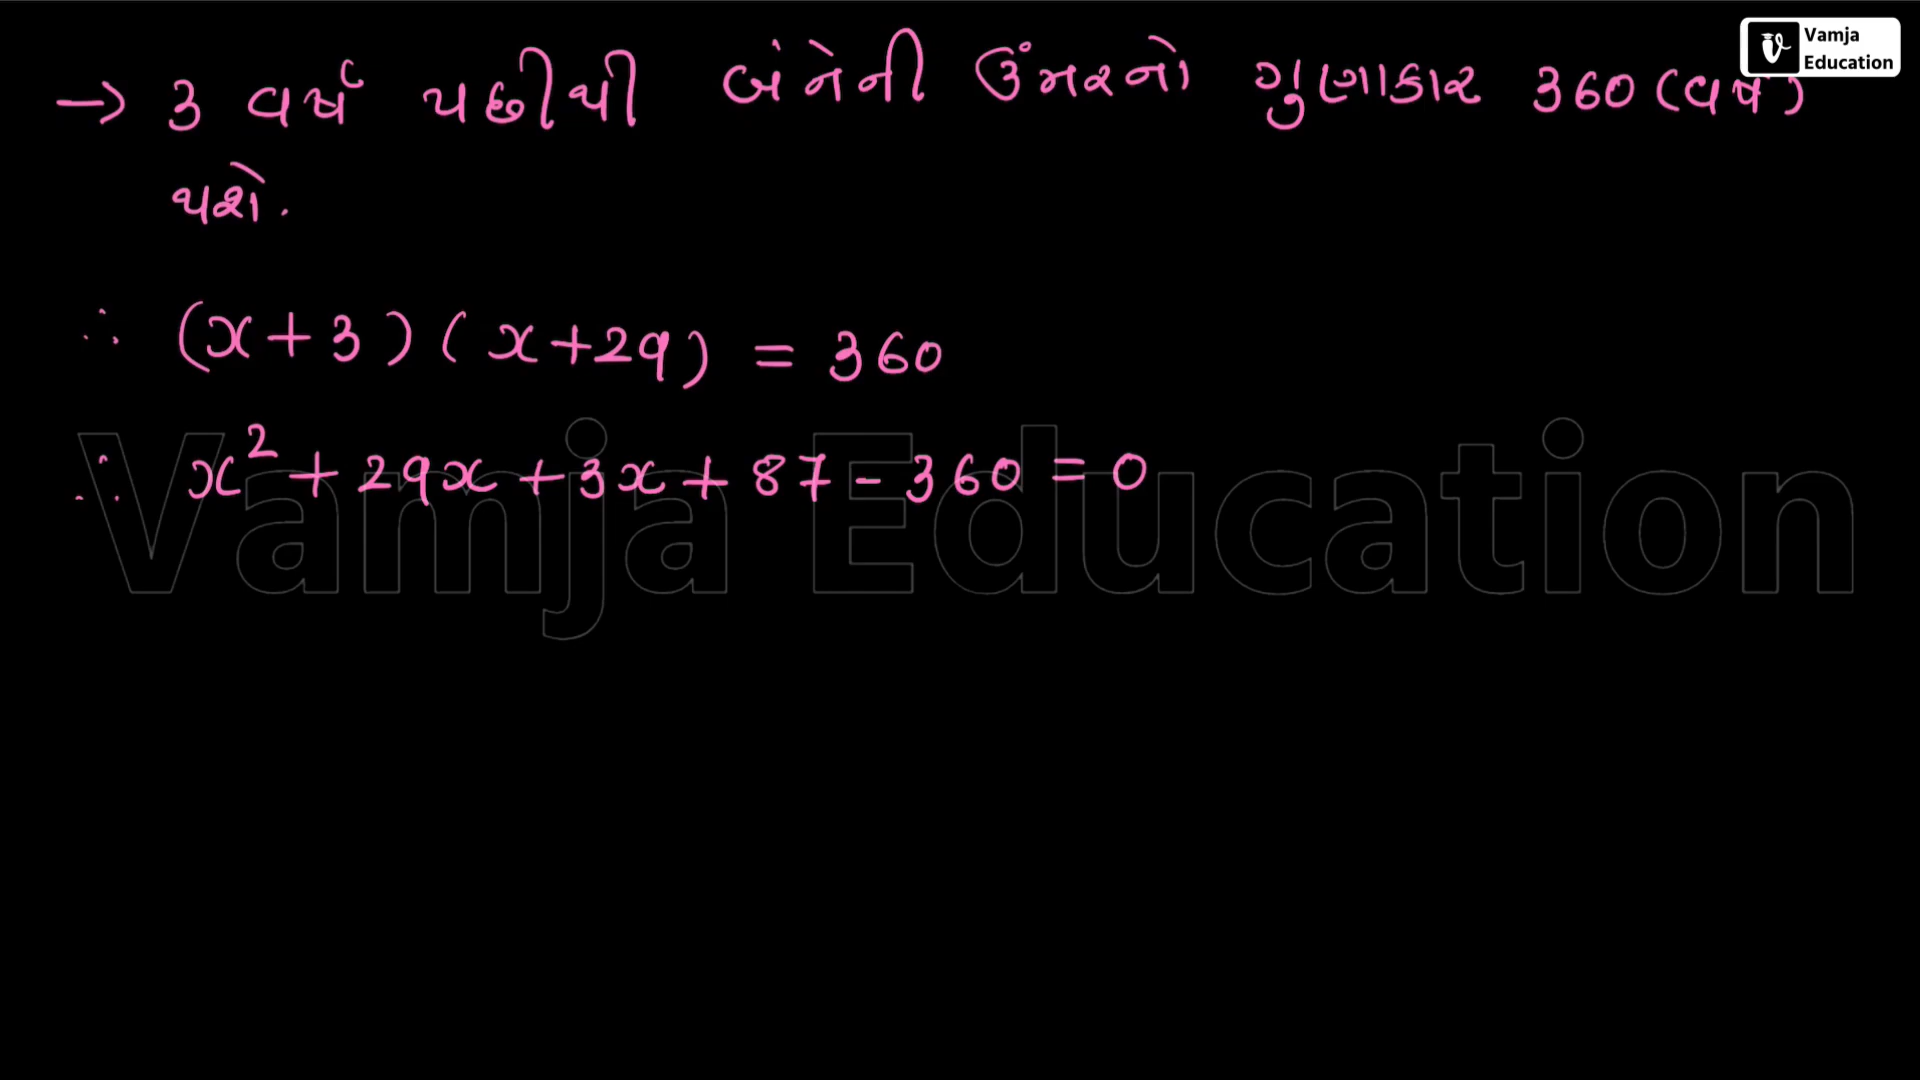 Vamja
Education
→ 3 વર્ષ પછીથી બંનેની ઉંમરનો ગુણાકાર 360 (વર્ષ)
થશે.
∴ (x+3)(x+29) = 360
∴ x² + 29x + 3x + 87 - 360 = 0
Vamja Education